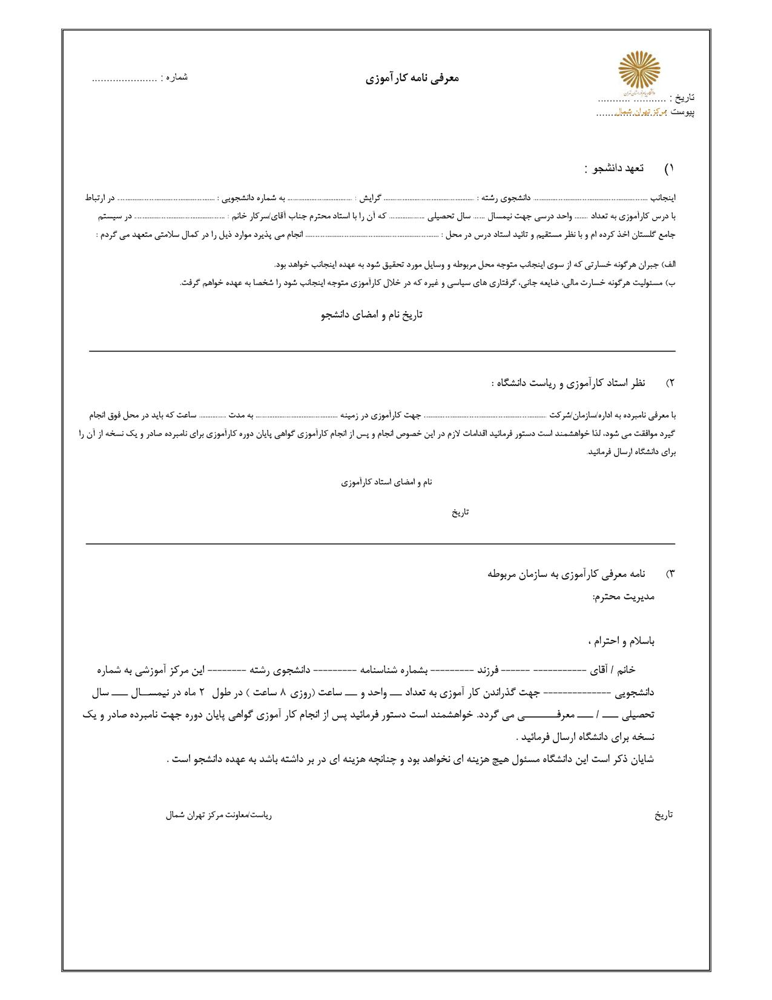 دانشگاه پیام نور استان تهران
مرکز تهران شمال
معرفی نامه کارآموزی
شماره : ......................
تاریخ : ........... ...........
پیوست : ......................
۱) تعهد دانشجو :
اینجانب ................................................................ دانشجوی رشته : .................................................. گرایش : .................................... به شماره دانشجویی : ...................................................... در ارتباط
با درس کارآموزی به تعداد ........ واحد درسی جهت نیمسال ....... سال تحصیلی .................... که آن را با استاد محترم جناب آقای/سرکار خانم : .................................................. در سیستم
جامع گلستان اخذ کرده ام و با نظر مستقیم و تائید استاد درس در محل : .......................................................................... انجام می پذیرد موارد ذیل را در کمال سلامتی متعهد می گردم :
الف) جبران هرگونه خسارتی که از سوی اینجانب متوجه محل مربوطه و وسایل مورد تحقیق شود به عهده اینجانب خواهد بود.
ب) مسئولیت هرگونه خسارت مالی، ضایعه جانی، گرفتاری های سیاسی و غیره که در خلال کارآموزی متوجه اینجانب شود را شخصا به عهده خواهم گرفت.
تاریخ نام و امضای دانشجو
۲) نظر استاد کارآموزی و ریاست دانشگاه :
با معرفی نامبرده به اداره/سازمان/شرکت .................................................................... جهت کارآموزی در زمینه .............................................. به مدت ............... ساعت که باید در محل فوق انجام
گیرد موافقت می شود، لذا خواهشمند است دستور فرمائید اقدامات لازم در این خصوص انجام و پس از انجام کارآموزی گواهی پایان دوره کارآموزی برای نامبرده صادر و یک نسخه از آن را
برای دانشگاه ارسال فرمائید.
نام و امضای استاد کارآموزی
تاریخ
۳) نامه معرفی کارآموزی به سازمان مربوطه
مدیریت محترم:
باسلام و احترام ،
خانم / آقای ----------- ------ فرزند --------- بشماره شناسنامه --------- دانشجوی رشته -------- این مرکز آموزشی به شماره
دانشجویی -------------- جهت گذراندن کار آموزی به تعداد ___ واحد و ___ ساعت (روزی ۸ ساعت ) در طول ۲ ماه در نیمســال ____ سال
تحصیلی ____ / ____ معرفـــــــی می گردد. خواهشمند است دستور فرمائید پس از انجام کار آموزی گواهی پایان دوره جهت نامبرده صادر و یک
نسخه برای دانشگاه ارسال فرمائید .
شایان ذکر است این دانشگاه مسئول هیچ هزینه ای نخواهد بود و چنانچه هزینه ای در بر داشته باشد به عهده دانشجو است .
تاریخ
ریاست/معاونت مرکز تهران شمال